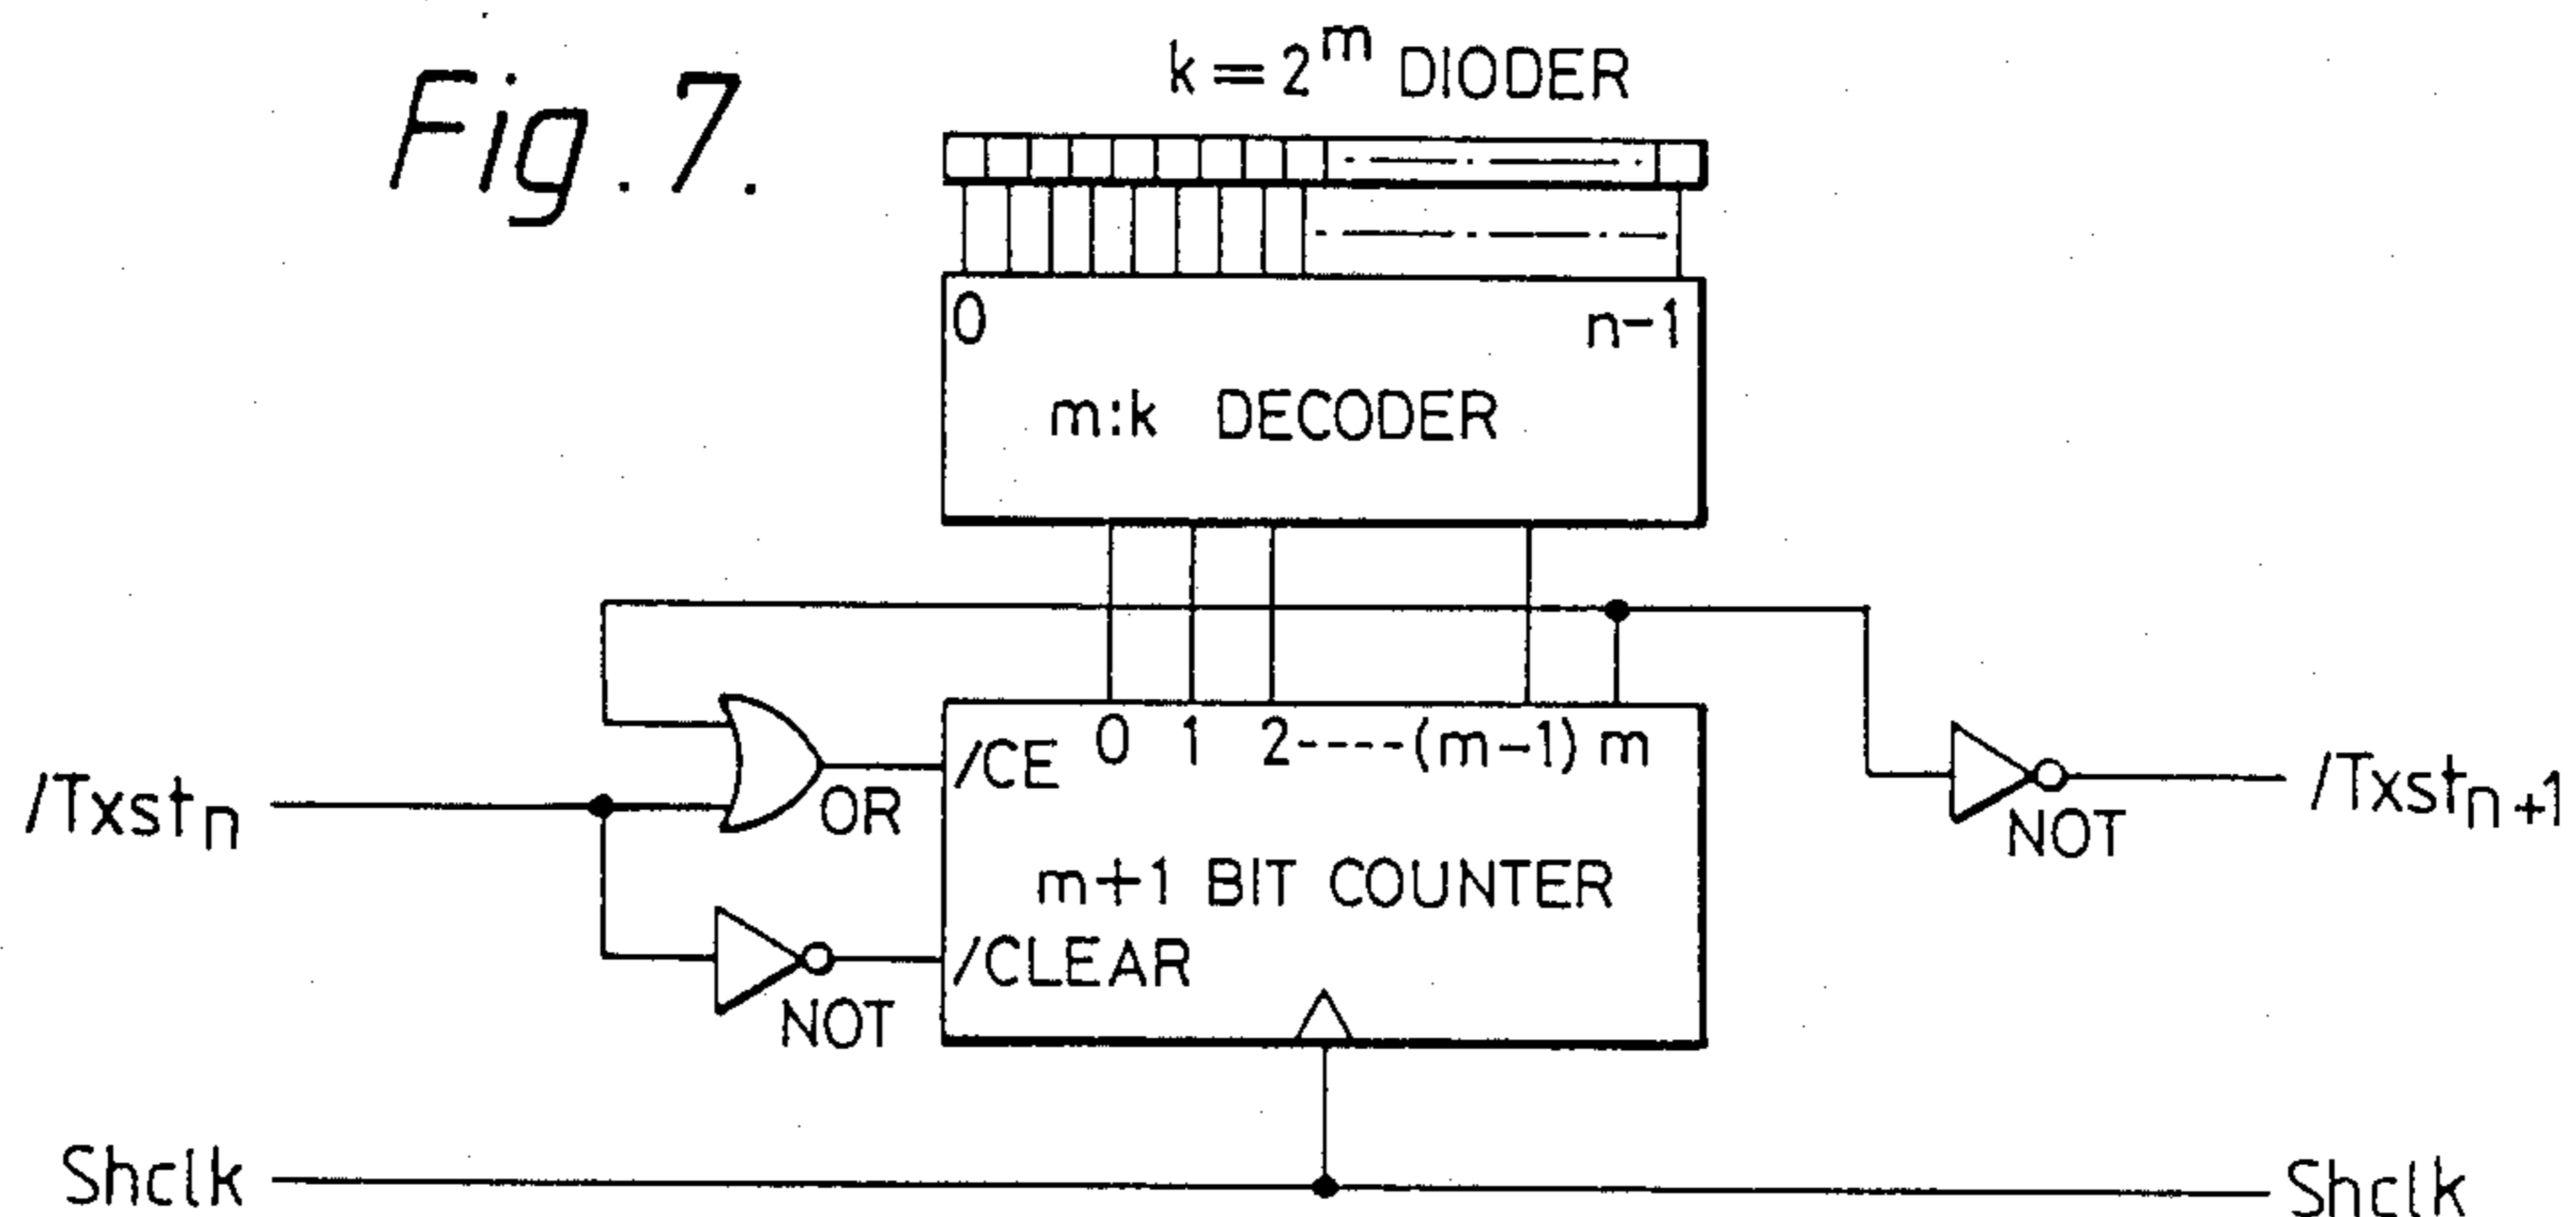 Fig. 7.
k = 2^m DIODER
0 n-1
m:k DECODER
/CE 0 1 2----(m-1) m
/Txst_n OR /Txst_n+1
NOT
m+1 BIT COUNTER
/CLEAR
NOT
Shclk Shclk